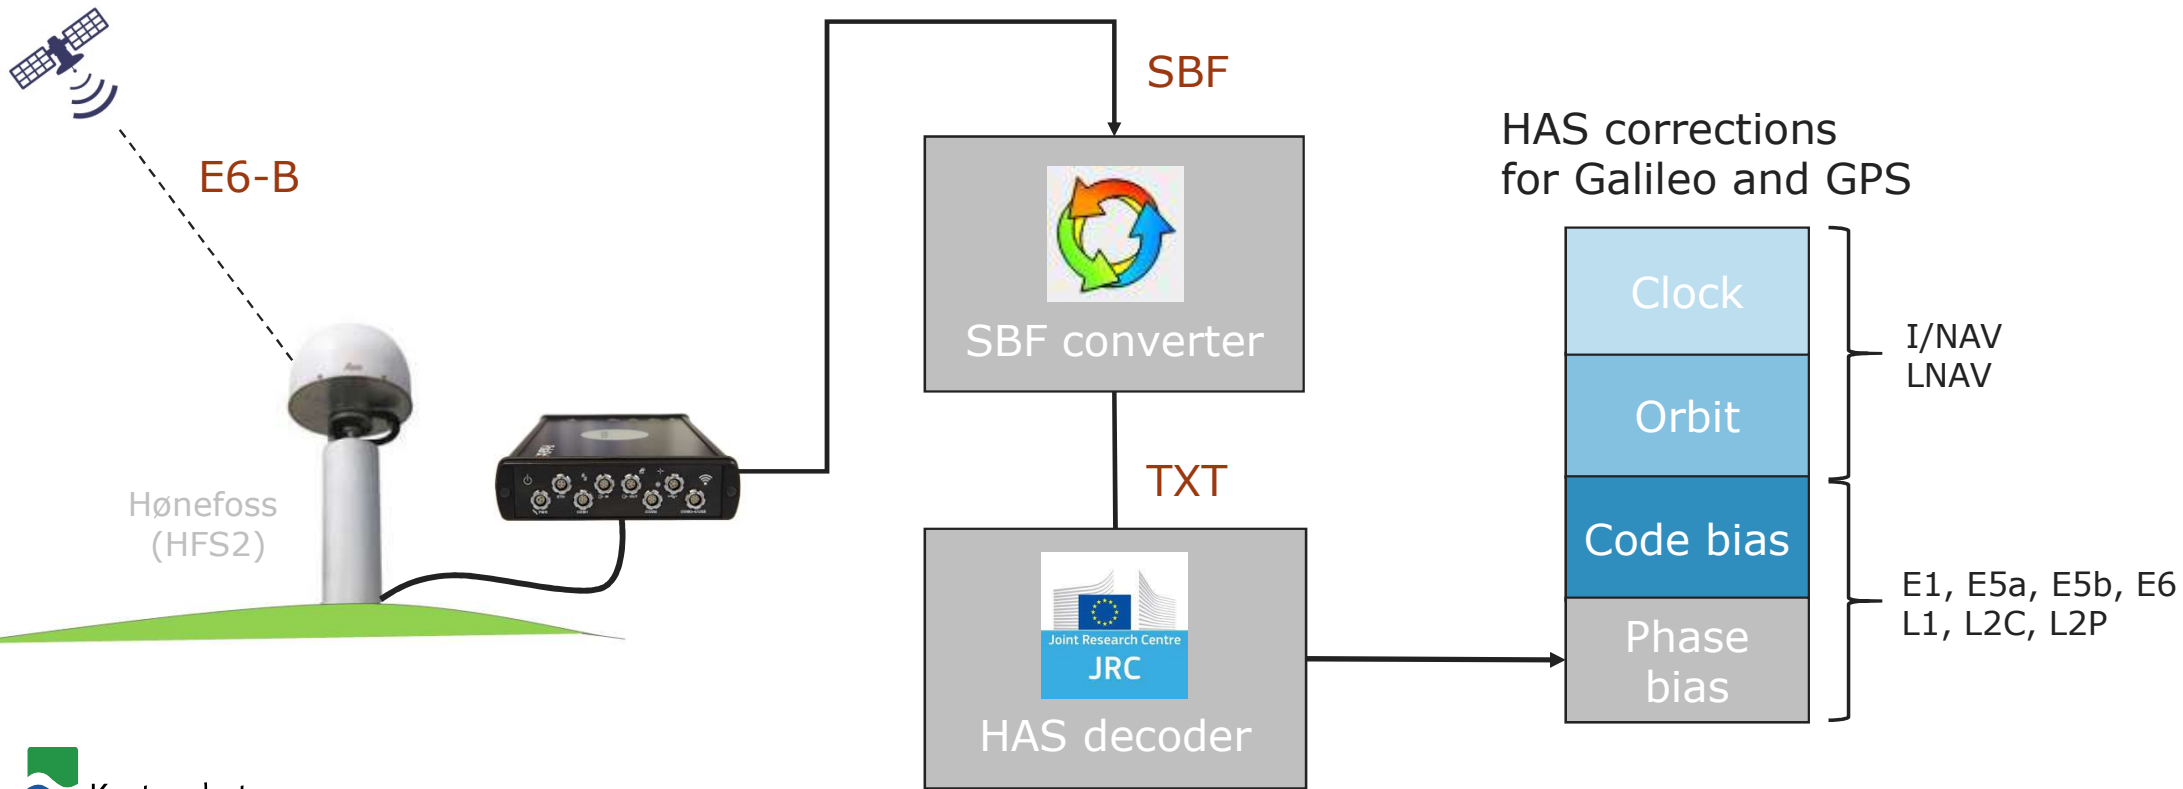 E6-B
SBF
SBF converter
TXT
Joint Research Centre
JRC
HAS decoder
Hønefoss
(HFS2)
HAS corrections
for Galileo and GPS
Clock
Orbit
Code bias
Phase
bias
I/NAV
LNAV
E1, E5a, E5b, E6
L1, L2C, L2P